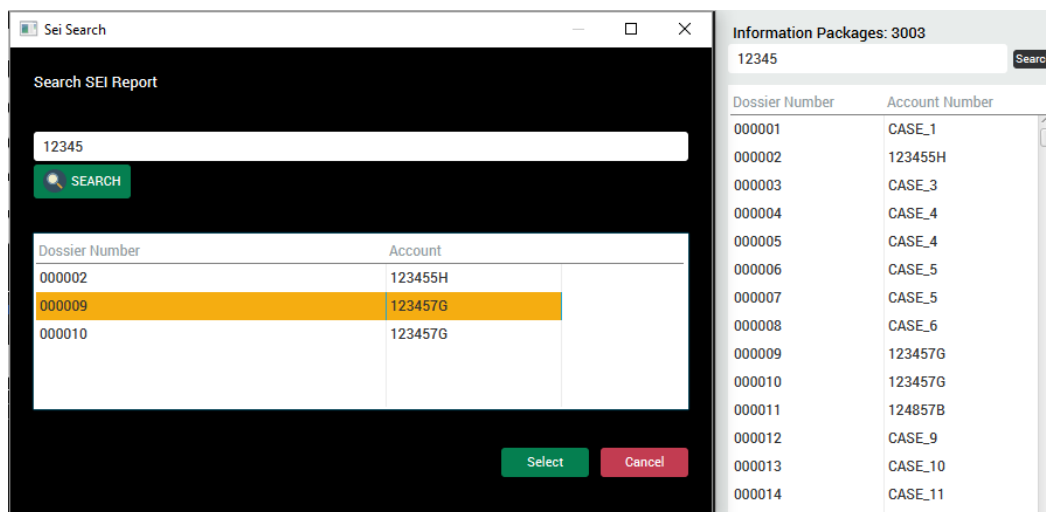 Sei Search
Search SEI Report
12345
SEARCH
Dossier Number Account
000002 123455H
000009 123457G
000010 123457G
Select Cancel
Information Packages: 3003
12345
Searc
Dossier Number Account Number
000001 CASE_1
000002 123455H
000003 CASE_3
000004 CASE_4
000005 CASE_4
000006 CASE_5
000007 CASE_5
000008 CASE_6
000009 123457G
000010 123457G
000011 124857B
000012 CASE_9
000013 CASE_10
000014 CASE_11